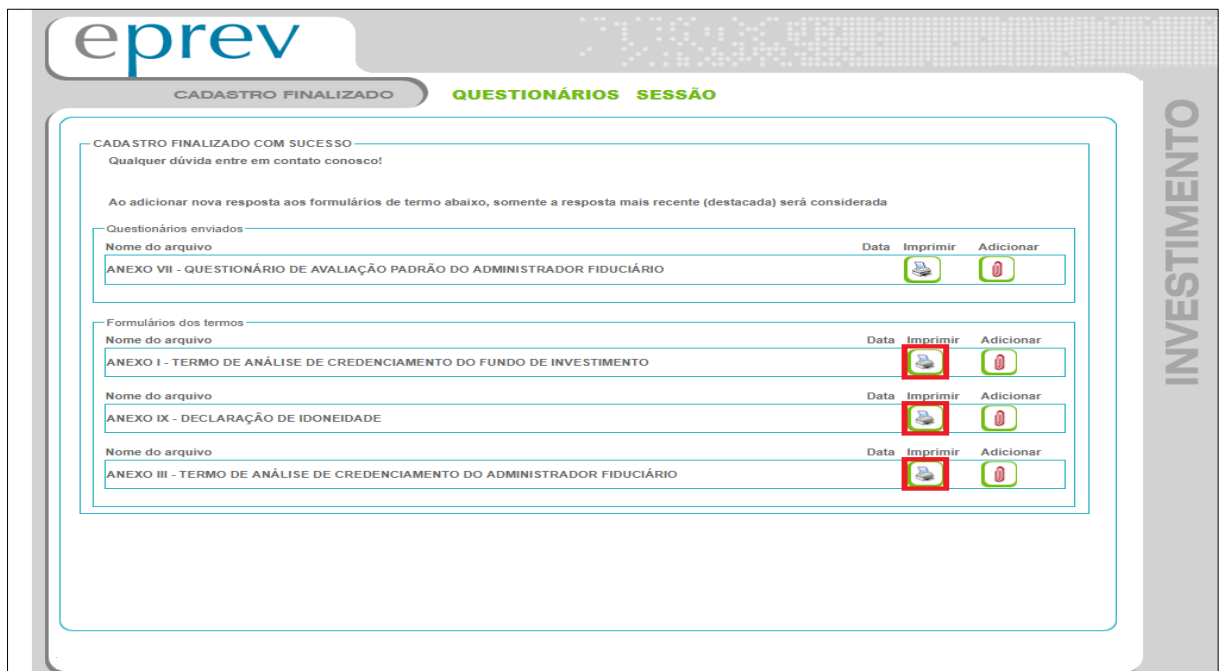 eprev
CADASTRO FINALIZADO QUESTIONÁRIOS SESSÃO
INVESTIMENTO
CADASTRO FINALIZADO COM SUCESSO
Qualquer dúvida entre em contato conosco!
Ao adicionar nova resposta aos formulários de termo abaixo, somente a resposta mais recente (destacada) será considerada
Questionários enviados
Nome do arquivo Data Imprimir Adicionar
ANEXO VII - QUESTIONÁRIO DE AVALIAÇÃO PADRÃO DO ADMINISTRADOR FIDUCIÁRIO
Formulários dos termos
Nome do arquivo Data Imprimir Adicionar
ANEXO I - TERMO DE ANÁLISE DE CREDENCIAMENTO DO FUNDO DE INVESTIMENTO
Nome do arquivo Data Imprimir Adicionar
ANEXO IX - DECLARAÇÃO DE IDONEIDADE
Nome do arquivo Data Imprimir Adicionar
ANEXO III - TERMO DE ANÁLISE DE CREDENCIAMENTO DO ADMINISTRADOR FIDUCIÁRIO